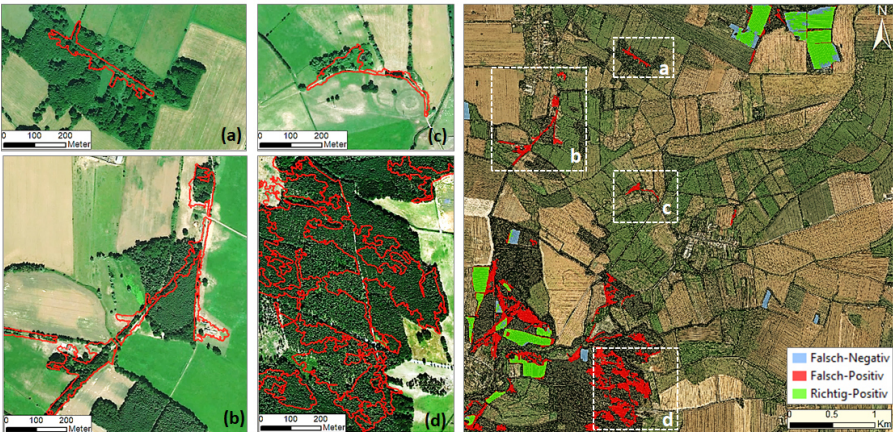 (a)
0 100 200
Meter
(c)
0 100 200
Meter
(b)
0 100 200
Meter
(d)
0 100 200
Meter
N
a
b
c
d
Falsch-Negativ
Falsch-Positiv
Richtig-Positiv
0 0.5 1
Km